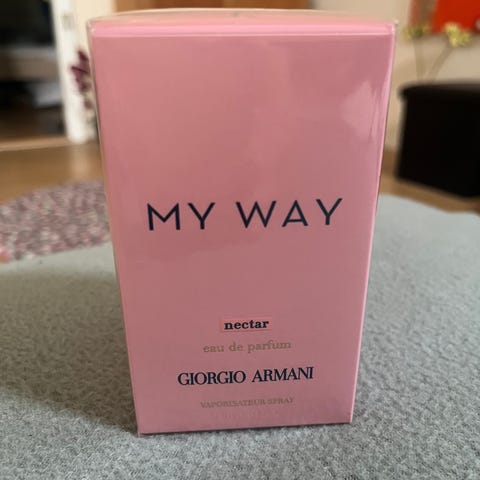 MY WAY
nectar
eau de parfum
GIORGIO ARMANI
VAPORISATEUR SPRAY